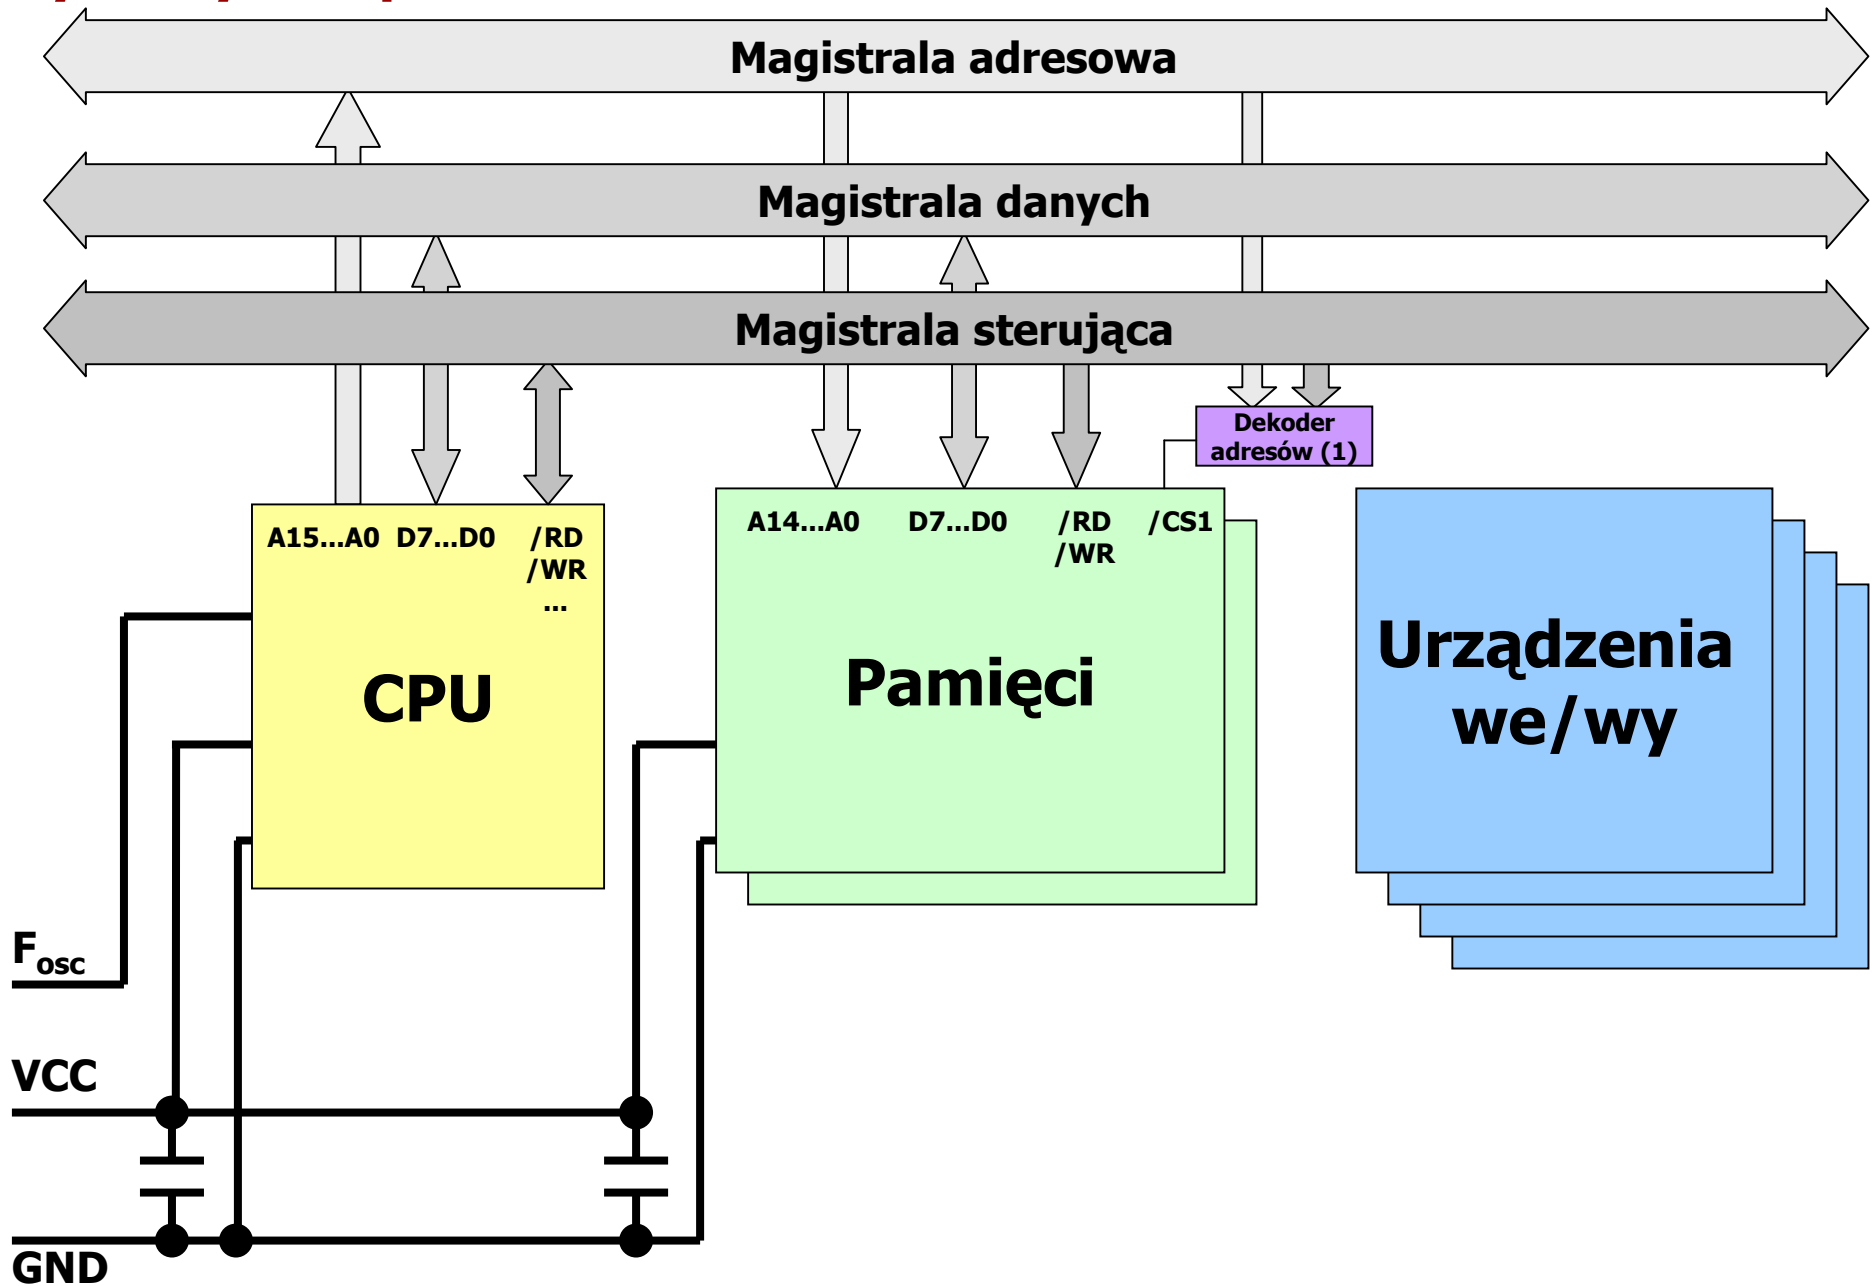 Magistrala adresowa
Magistrala danych
Magistrala sterująca
Dekoder
adresów (1)
A15...A0 D7...D0 /RD
/WR
...
CPU
A14...A0 D7...D0 /RD /CS1
/WR
Pamięci
Urządzenia
we/wy
Fosc
VCC
GND